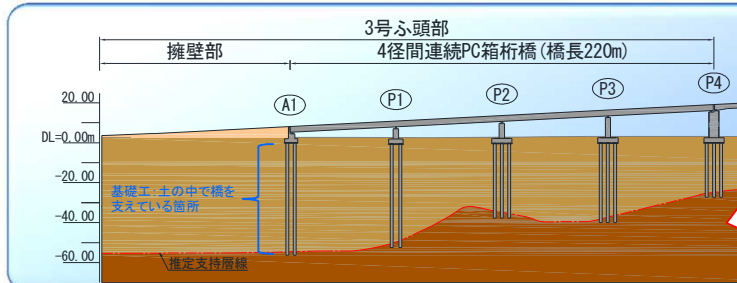 3号ふ頭部
擁壁部
4径間連続PC箱桁橋(橋長220m)
A1
P1
P2
P3
P4
20.00
DL=0.00m
-20.00
-40.00
-60.00
基礎工:土の中で橋を
支えている箇所
推定支持層線